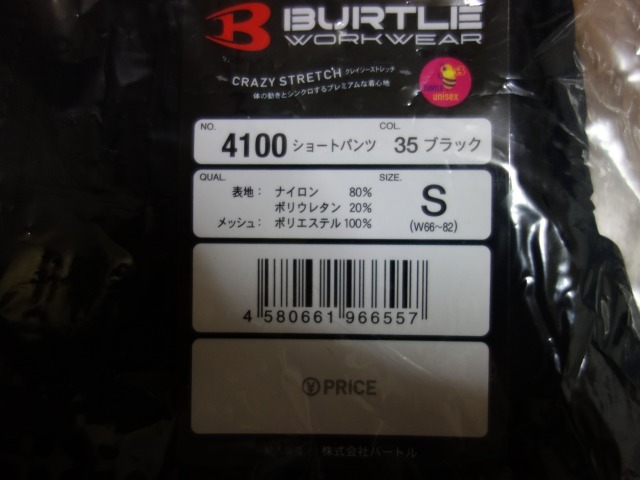 BURTLE
WORKWEAR
CRAZY STRETCH クレイジーストレッチ
体の動きとシンクロするプレミアムな着心地
unisex
NO. COL.
4100 ショートパンツ 35 ブラック
QUAL. SIZE.
表地： ナイロン 80%
ポリウレタン 20%
メッシュ： ポリエステル 100%
S
(W66~82)
4 580661 966557
¥ PRICE
株式会社バートル